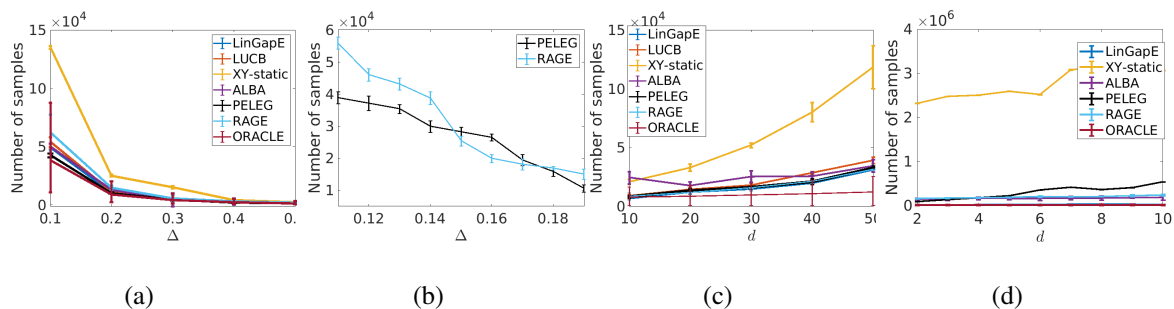 ×10⁴
15
10
5
0
Number of samples
0.1
0.2
0.3
0.4
Δ
LinGapE
LUCB
XY-static
ALBA
PELEG
RAGE
ORACLE
(a)
×10⁴
6
5
4
3
2
1
Number of samples
0.12
0.14
0.16
0.18
Δ
PELEG
RAGE
(b)
×10⁴
15
10
5
0
Number of samples
10
20
30
40
50
d
LinGapE
LUCB
XY-static
ALBA
PELEG
RAGE
ORACLE
(c)
×10⁶
4
3
2
1
0
Number of samples
2
4
6
8
10
d
LinGapE
XY-static
ALBA
PELEG
RAGE
ORACLE
(d)